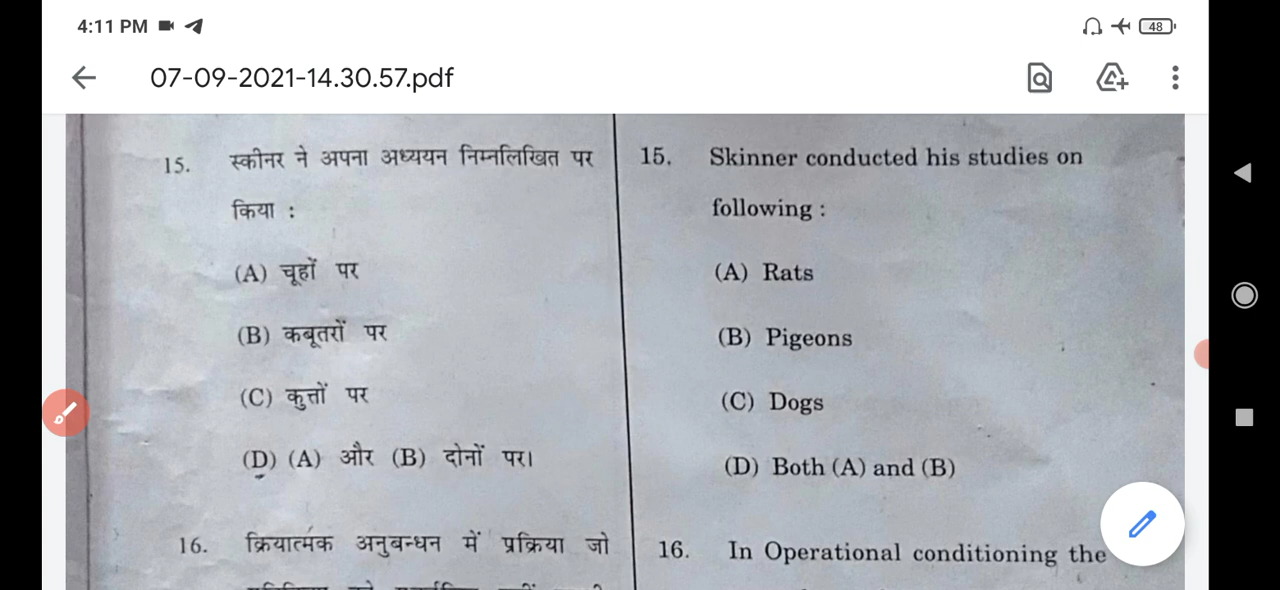 4:11 PM
48
07-09-2021-14.30.57.pdf
15. स्कीनर ने अपना अध्ययन निम्नलिखित पर
किया :
(A) चूहों पर
(B) कबूतरों पर
(C) कुत्तों पर
(D) (A) और (B) दोनों पर।
16. क्रियात्मक अनुबन्धन में प्रक्रिया जो
15. Skinner conducted his studies on
following :
(A) Rats
(B) Pigeons
(C) Dogs
(D) Both (A) and (B)
16. In Operational conditioning the